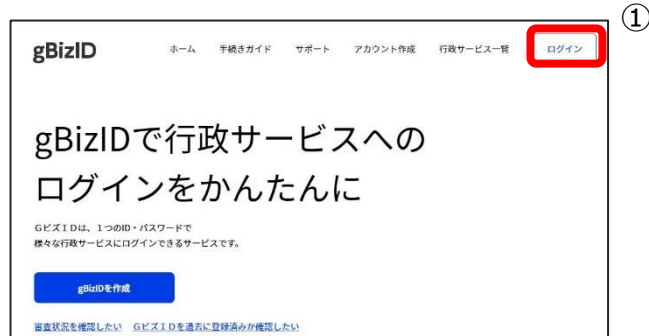 ①
gBizID
ホーム 手続きガイド サポート アカウント作成 行政サービス一覧 ログイン
gBizIDで行政サービスへの
ログインをかんたんに
GビズIDは、1つのID・パスワードで
様々な行政サービスにログインできるサービスです。
gBizIDを作成
審査状況を確認したい GビズIDを過去に登録済みか確認したい